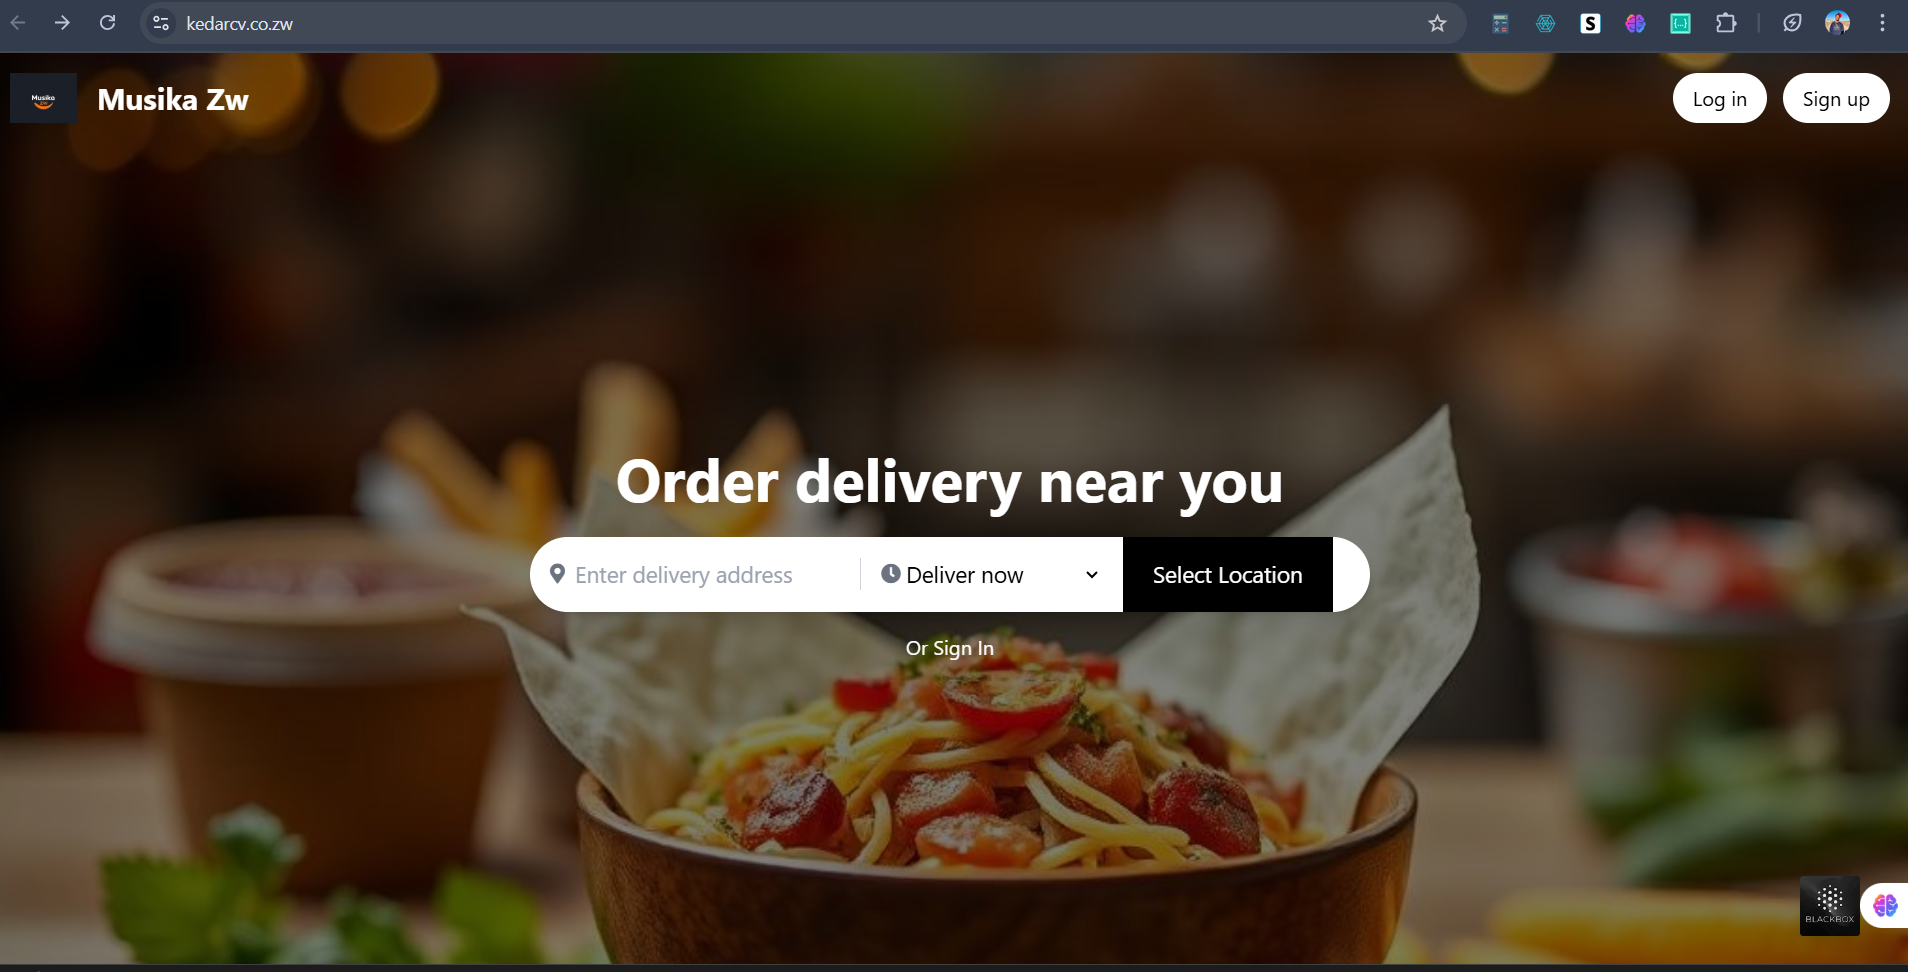 kedarcv.co.zw
Musika
Musika Zw
Log in
Sign up
Order delivery near you
Enter delivery address
Deliver now
Select Location
Or Sign In
BLACKBOX
S
{...}